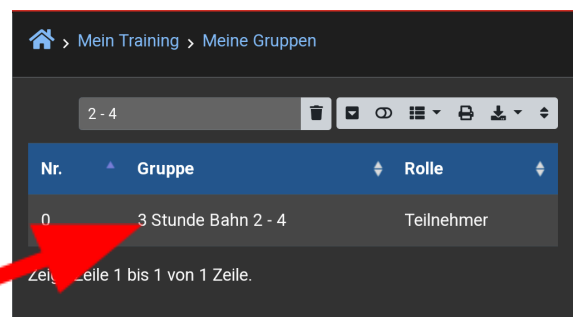 Mein Training > Meine Gruppen
2 - 4
Nr. Gruppe Rolle
0 3 Stunde Bahn 2 - 4 Teilnehmer
Zeile 1 bis 1 von 1 Zeile.